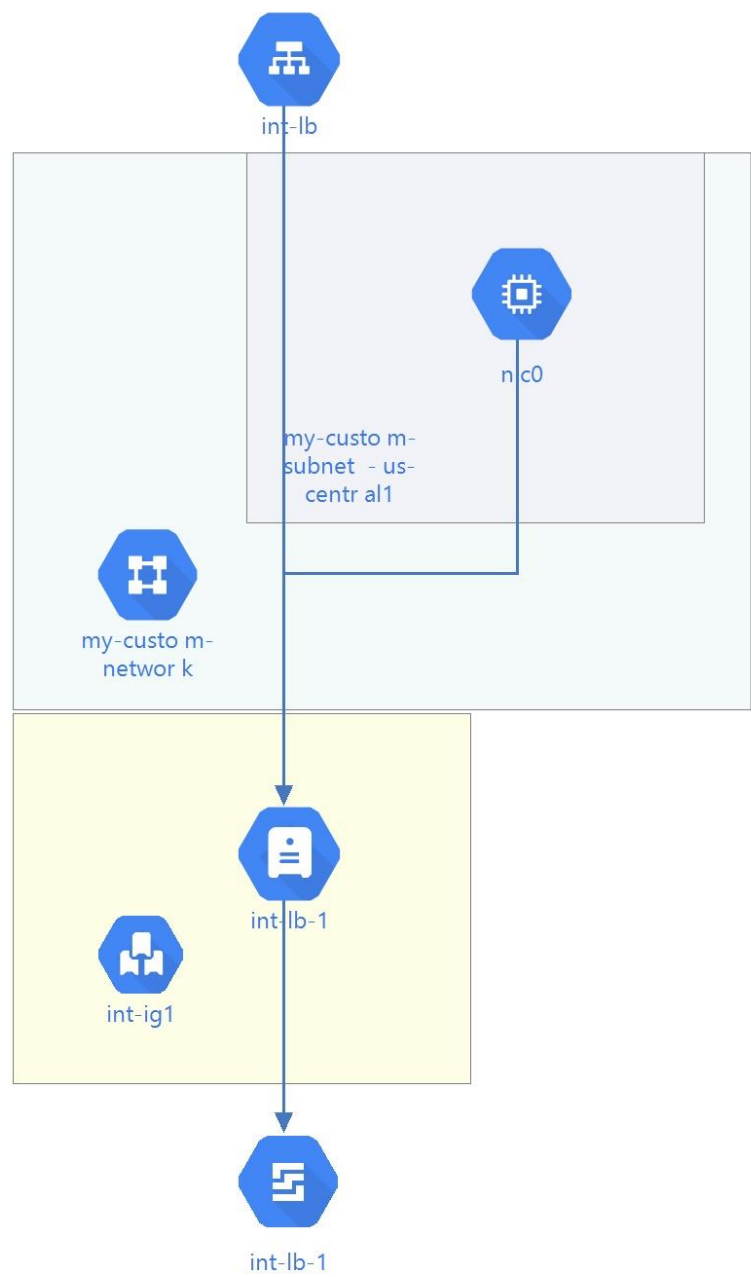 int-lb
nic0
my-custo m-
subnet - us-
centr al1
my-custo m-
networ k
int-lb-1
int-ig1
int-lb-1